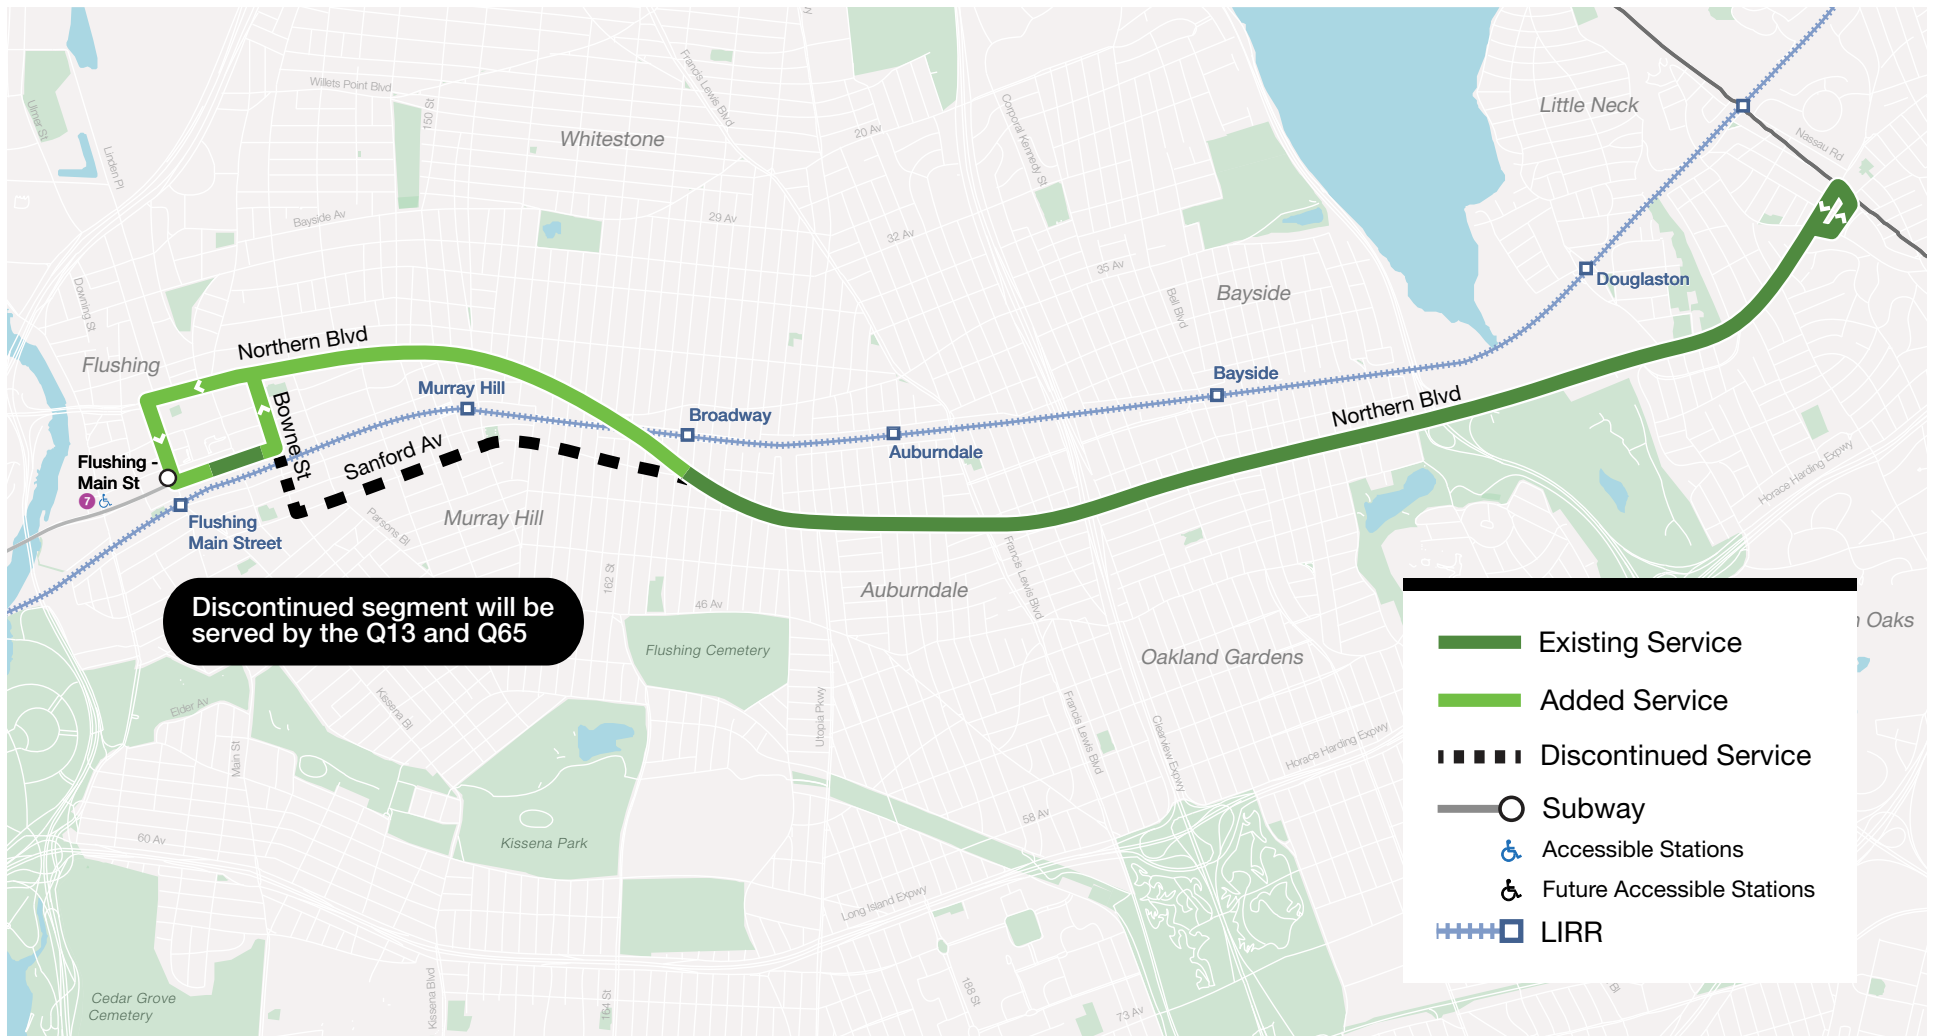 Little Neck
Willets Point Blvd
Francis Lewis Blvd
Ulmer St
150 St
Linden Pl
Whitestone
20 Av
Corporal Kennedy St
Nassau Rd
Bayside Av
29 Av
32 Av
35 Av
Downing St
Bell Blvd
Bayside
Douglaston
Flushing
Northern Blvd
Murray Hill
Bayside
Broadway
Northern Blvd
Bowne St
Sanford Av
Auburndale
Flushing -
Main St
7
Flushing
Main Street
Parsons Bl
Murray Hill
Horace Harding Expwy
162 St
Francis Lewis Blvd
Auburndale
46 Av
Discontinued segment will be
served by the Q13 and Q65
Flushing Cemetery
Oakland Gardens
Oaks
Elder Av
Kissena Bl
Main St
Utopia Pkwy
Francis Lewis Blvd
Clearview Expwy
Horace Harding Expwy
58 Av
60 Av
Kissena Park
Long Island Expwy
Cedar Grove
Cemetery
Kissena Blvd
164 St
188 St
73 Av
Bl
Existing Service
Added Service
Discontinued Service
Subway
Accessible Stations
Future Accessible Stations
LIRR